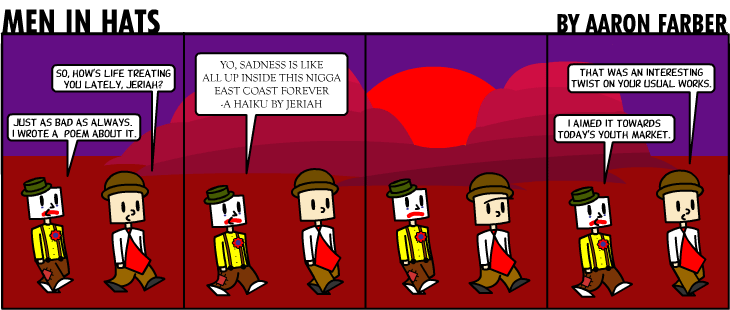 MEN IN HATS
BY AARON FARBER
SO, HOW'S LIFE TREATING
YOU LATELY, JERIAH?
JUST AS BAD AS ALWAYS.
I WROTE A POEM ABOUT IT.
YO, SADNESS IS LIKE
ALL UP INSIDE THIS NIGGA
EAST COAST FOREVER
-A HAIKU BY JERIAH
THAT WAS AN INTERESTING
TWIST ON YOUR USUAL WORKS.
I AIMED IT TOWARDS
TODAY'S YOUTH MARKET.